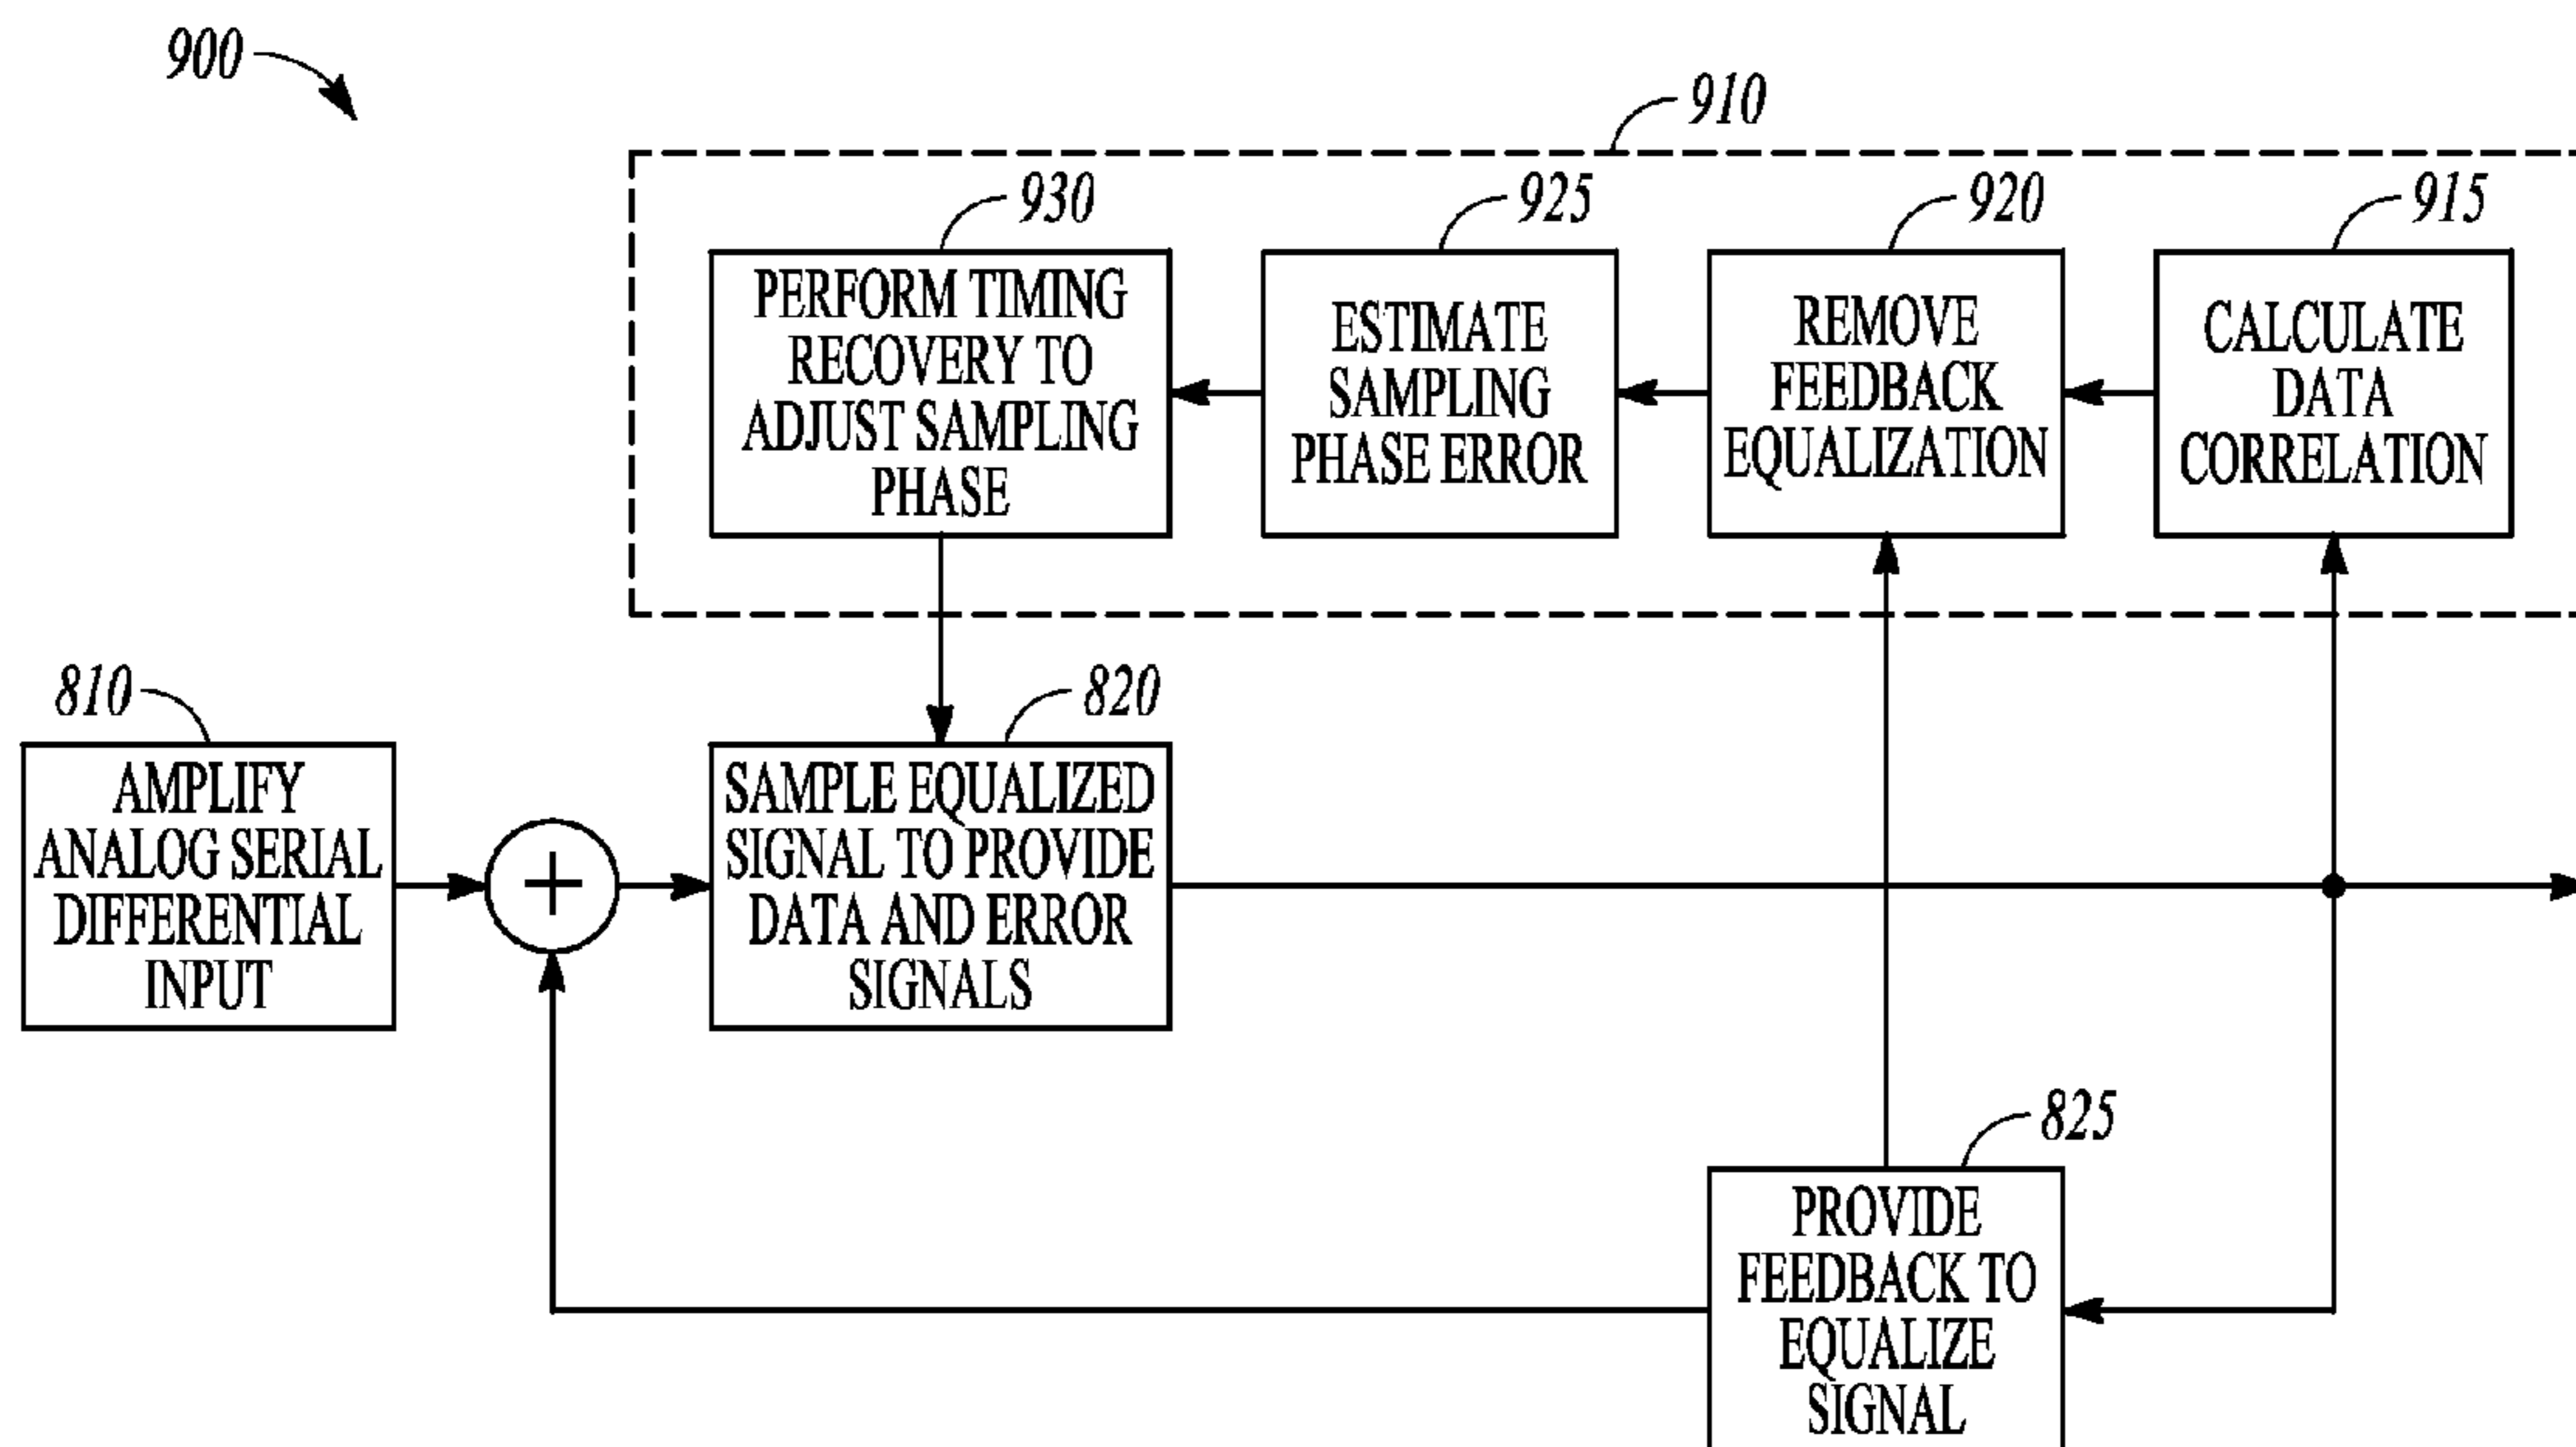 900
910
930
925
920
915
PERFORM TIMING
RECOVERY TO
ADJUST SAMPLING
PHASE
ESTIMATE
SAMPLING
PHASE ERROR
REMOVE
FEEDBACK
EQUALIZATION
CALCULATE
DATA
CORRELATION
810
820
AMPLIFY
ANALOG SERIAL
DIFFERENTIAL
INPUT
+
SAMPLE EQUALIZED
SIGNAL TO PROVIDE
DATA AND ERROR
SIGNALS
825
PROVIDE
FEEDBACK TO
EQUALIZE
SIGNAL